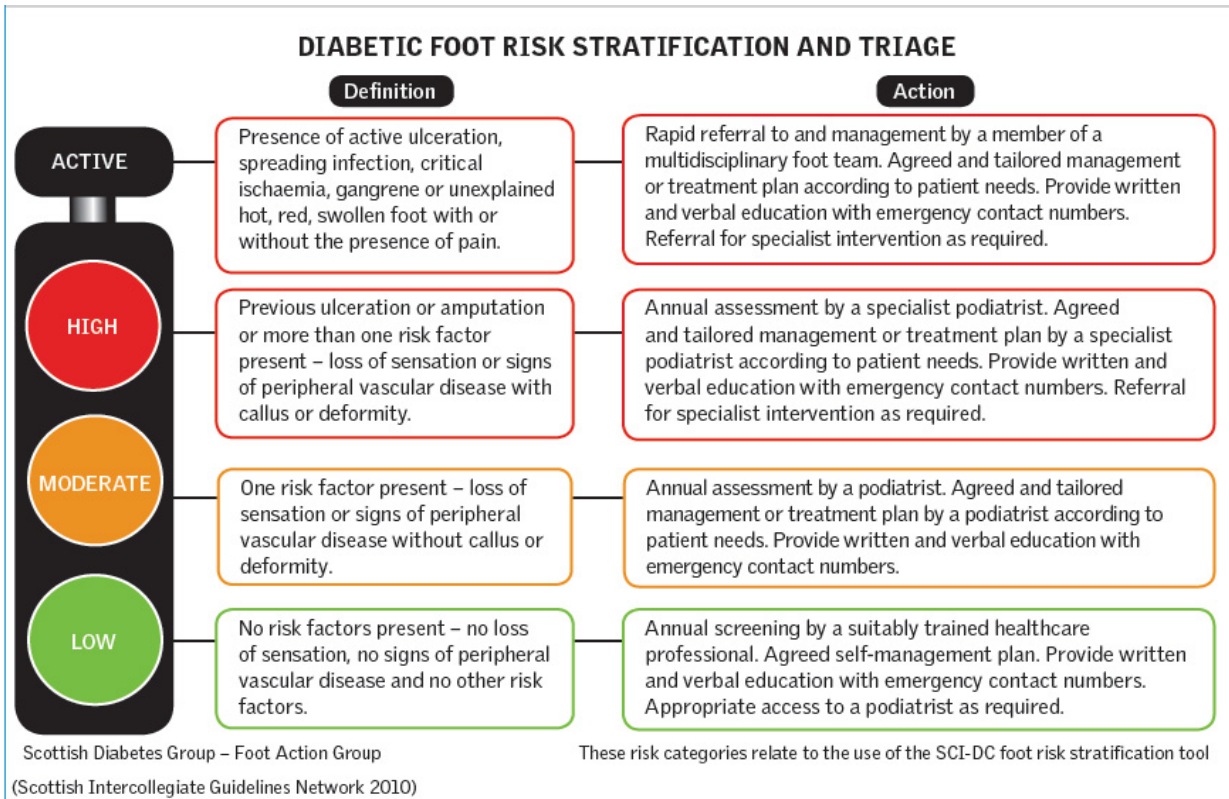 DIABETIC FOOT RISK STRATIFICATION AND TRIAGE
Definition
Action
ACTIVE
Presence of active ulceration,
spreading infection, critical
ischaemia, gangrene or unexplained
hot, red, swollen foot with or
without the presence of pain.
Rapid referral to and management by a member of a
multidisciplinary foot team. Agreed and tailored management
or treatment plan according to patient needs. Provide written
and verbal education with emergency contact numbers.
Referral for specialist intervention as required.
HIGH
Previous ulceration or amputation
or more than one risk factor
present – loss of sensation or signs
of peripheral vascular disease with
callus or deformity.
Annual assessment by a specialist podiatrist. Agreed
and tailored management or treatment plan by a specialist
podiatrist according to patient needs. Provide written and
verbal education with emergency contact numbers. Referral
for specialist intervention as required.
MODERATE
One risk factor present – loss of
sensation or signs of peripheral
vascular disease without callus or
deformity.
Annual assessment by a podiatrist. Agreed and tailored
management or treatment plan by a podiatrist according to
patient needs. Provide written and verbal education with
emergency contact numbers.
LOW
No risk factors present – no loss
of sensation, no signs of peripheral
vascular disease and no other risk
factors.
Annual screening by a suitably trained healthcare
professional. Agreed self-management plan. Provide written
and verbal education with emergency contact numbers.
Appropriate access to a podiatrist as required.
Scottish Diabetes Group – Foot Action Group
These risk categories relate to the use of the SCI-DC foot risk stratification tool
(Scottish Intercollegiate Guidelines Network 2010)